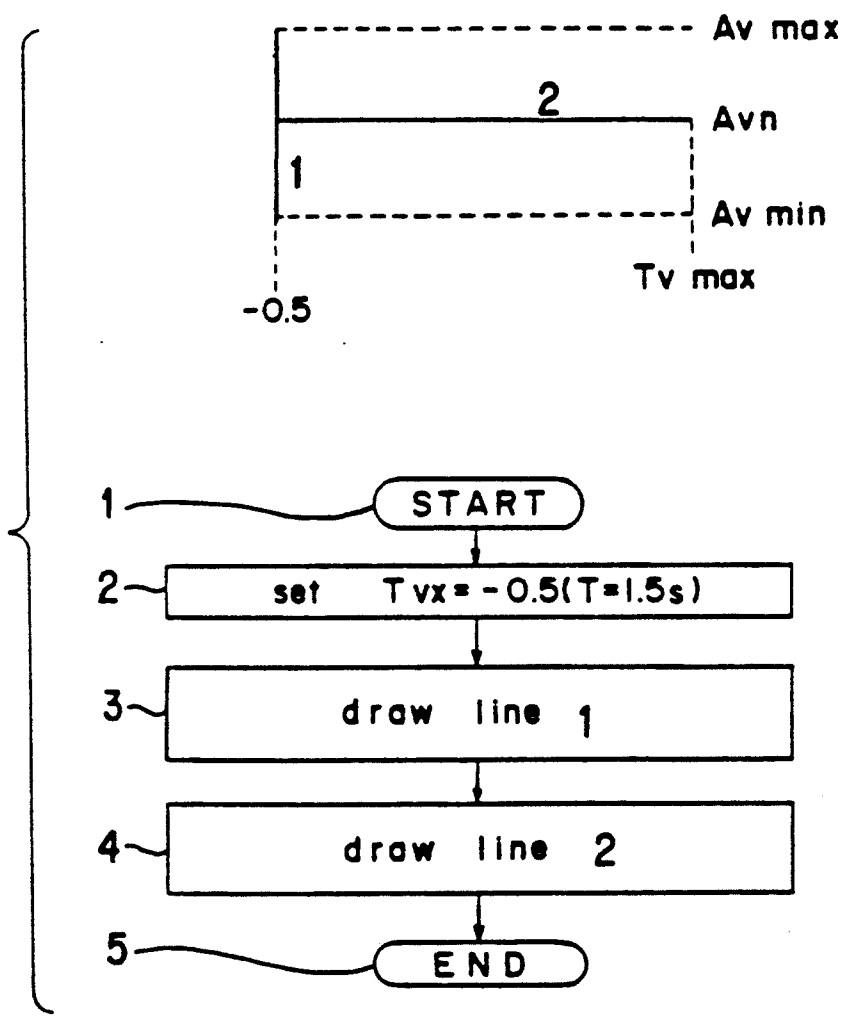 Av max
2
Avn
1
Av min
Tv max
-0.5
1 START
2 set Tvx = -0.5(T=1.5s)
3 draw line 1
4 draw line 2
5 END